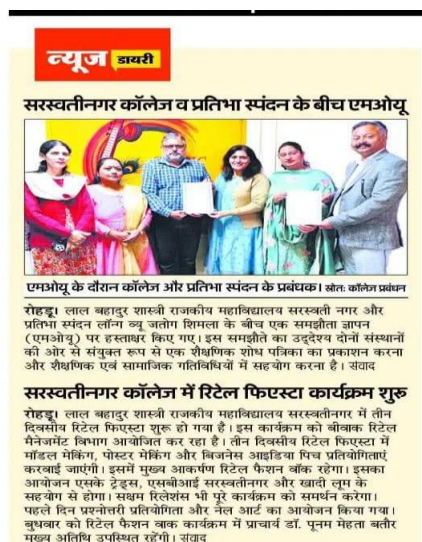 न्यूज डायरी
सरस्वतीनगर कॉलेज व प्रतिभा स्पंदन के बीच एमओयू
एमओयू के दौरान कॉलेज और प्रतिभा स्पंदन के प्रबंधक। स्रोत: कॉलेज प्रबंधन
रोहड़ू। लाल बहादुर शास्त्री राजकीय महाविद्यालय सरस्वती नगर और
प्रतिभा स्पंदन लॉन्ग व्यू जतोग शिमला के बीच एक समझौता ज्ञापन
(एमओयू) पर हस्ताक्षर किए गए। इस समझौते का उद्देश्य दोनों संस्थानों
की ओर से संयुक्त रूप से एक शैक्षणिक शोध पत्रिका का प्रकाशन करना
और शैक्षणिक एवं सामाजिक गतिविधियों में सहयोग करना है। संवाद
सरस्वतीनगर कॉलेज में रिटेल फिएस्टा कार्यक्रम शुरू
रोहड़ू। लाल बहादुर शास्त्री राजकीय महाविद्यालय सरस्वतीनगर में तीन
दिवसीय रिटेल फिएस्टा शुरू हो गया है। इस कार्यक्रम को बीवाक रिटेल
मैनेजमेंट विभाग आयोजित कर रहा है। तीन दिवसीय रिटेल फिएस्टा में
मॉडल मेकिंग, पोस्टर मेकिंग और बिजनेस आइडिया पिच प्रतियोगिताएं
करवाई जाएंगी। इसमें मुख्य आकर्षण रिटेल फैशन वॉक रहेगा। इसका
आयोजन एसके ट्रेड्स, एसबीआई सरस्वतीनगर और खादी लूम के
सहयोग से होगा। सक्षम रिलेशंस भी पूरे कार्यक्रम को समर्थन करेगा।
पहले दिन प्रश्नोत्तरी प्रतियोगिता और नेल आर्ट का आयोजन किया गया।
बुधवार को रिटेल फैशन वाक कार्यक्रम में प्राचार्य डॉ. पूनम मेहता बतौर
मुख्य अतिथि उपस्थित रहेंगी। संवाद